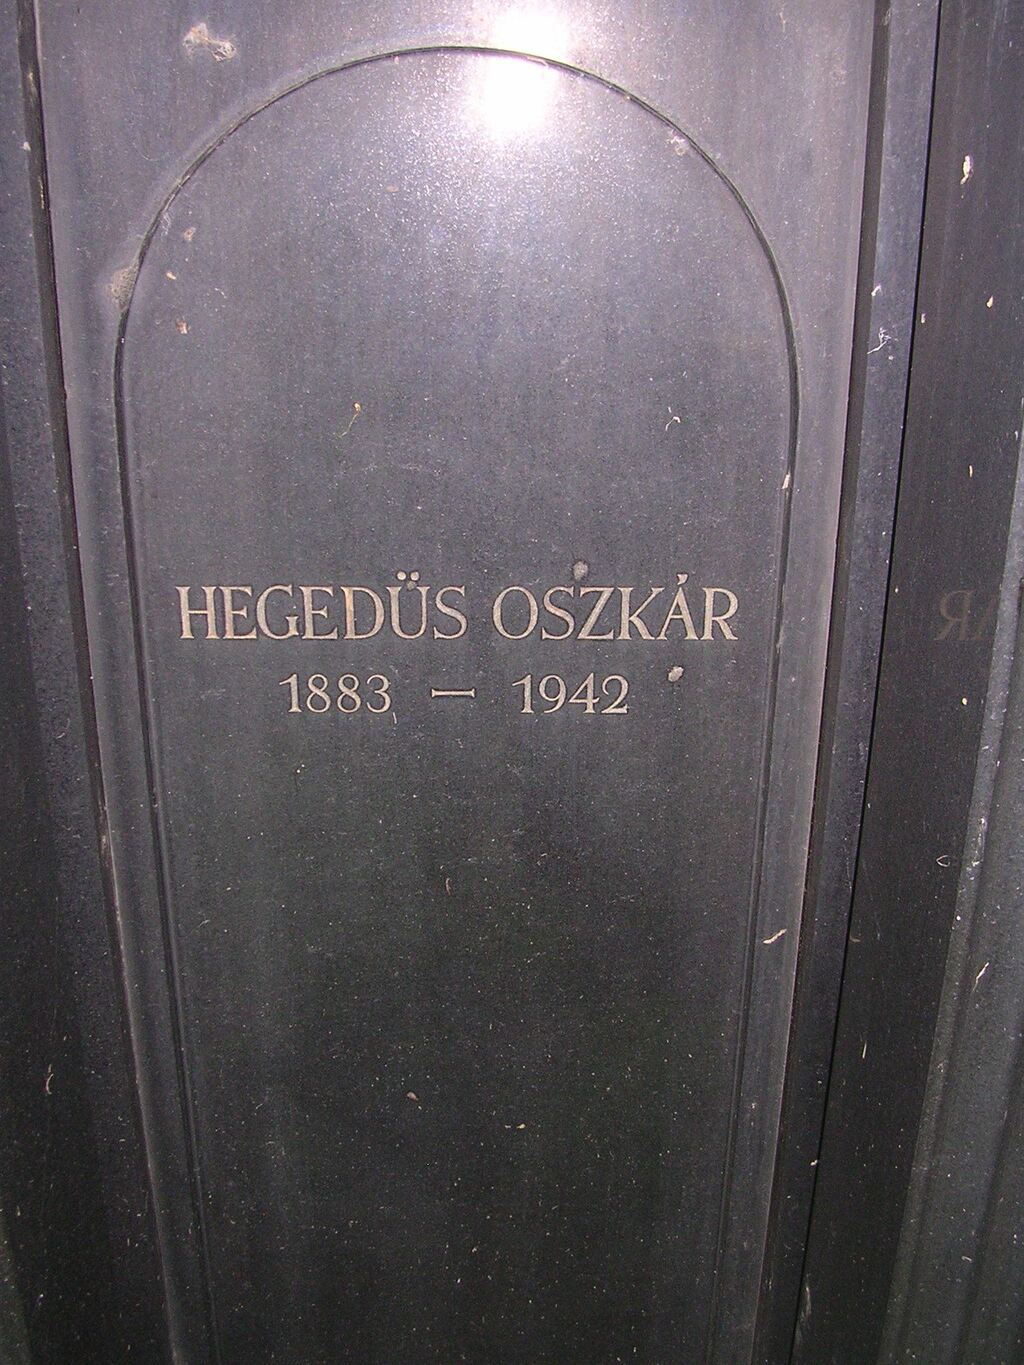 HEGEDÜS OSZKÁR
1883 – 1942